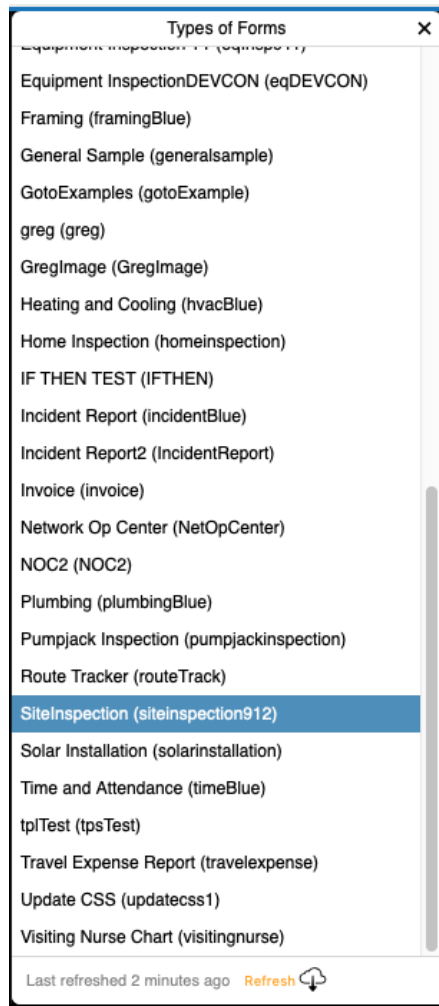 Types of Forms ×
Equipment InspectionDEVCON (eqDEVCON)
Framing (framingBlue)
General Sample (generalsample)
GotoExamples (gotoExample)
greg (greg)
GregImage (GregImage)
Heating and Cooling (hvacBlue)
Home Inspection (homeinspection)
IF THEN TEST (IFTHEN)
Incident Report (incidentBlue)
Incident Report2 (IncidentReport)
Invoice (invoice)
Network Op Center (NetOpCenter)
NOC2 (NOC2)
Plumbing (plumbingBlue)
Pumpjack Inspection (pumpjackinspection)
Route Tracker (routeTrack)
SiteInspection (siteinspection912)
Solar Installation (solarinstallation)
Time and Attendance (timeBlue)
tplTest (tpsTest)
Travel Expense Report (travelexpense)
Update CSS (updatecss1)
Visiting Nurse Chart (visitingnurse)
Last refreshed 2 minutes ago Refresh